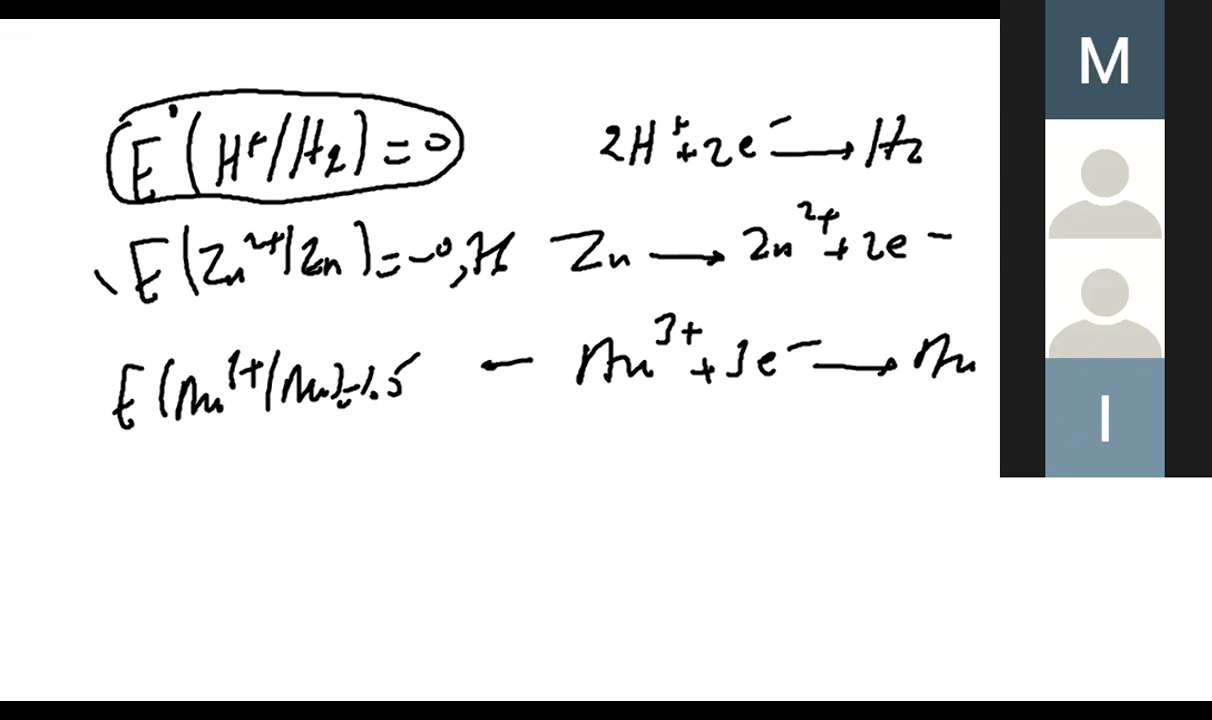 E°(H⁺/H₂)=0 2H⁺+2e⁻ → H₂
E(Zn²⁺/Zn)=-0,76 Zn → Zn²⁺+2e⁻
E(Au³⁺/Au)=1.5 — Au³⁺+3e⁻ → Au
M
I